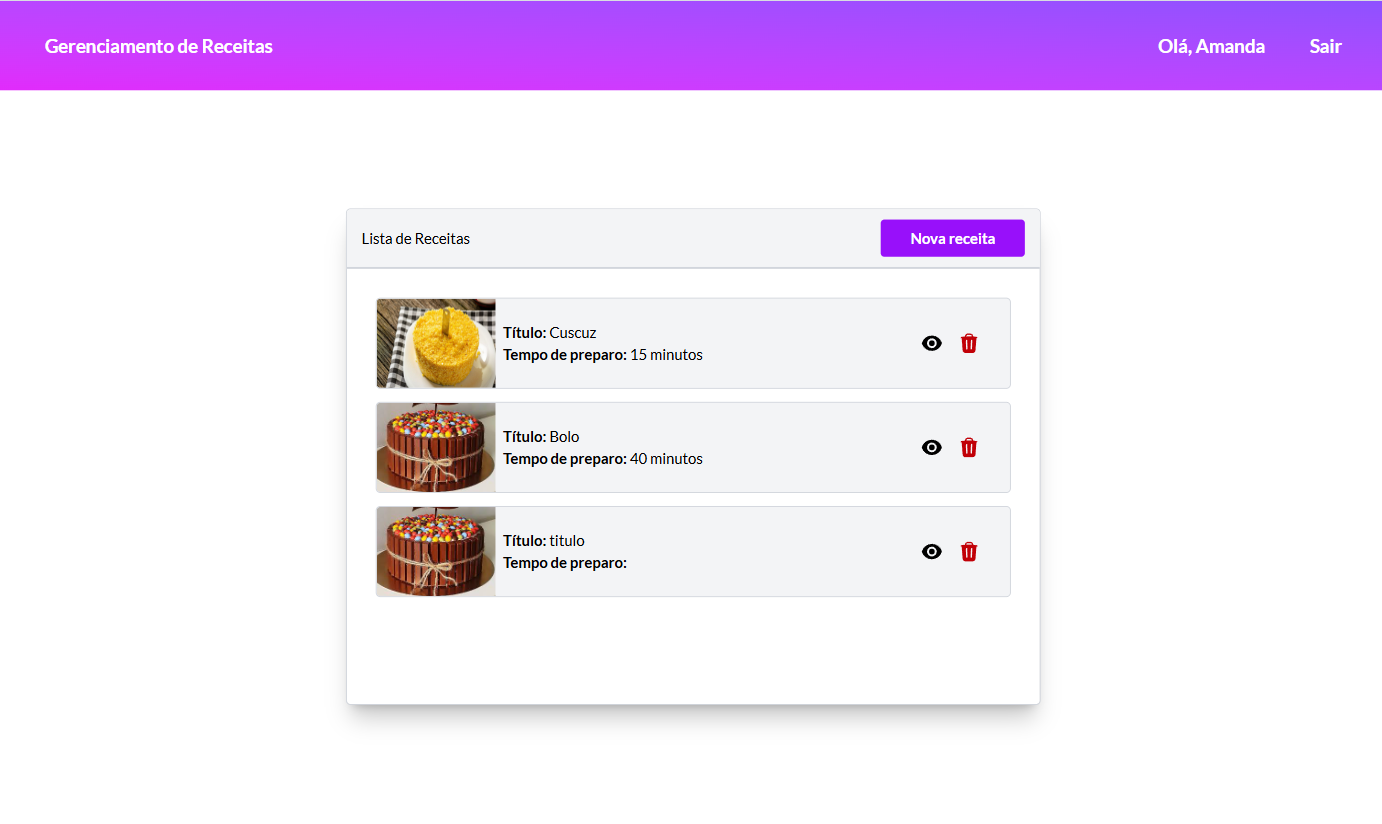 Gerenciamento de Receitas
Olá, Amanda
Sair
Lista de Receitas
Nova receita
Título: Cuscuz
Tempo de preparo: 15 minutos
Título: Bolo
Tempo de preparo: 40 minutos
Título: titulo
Tempo de preparo: